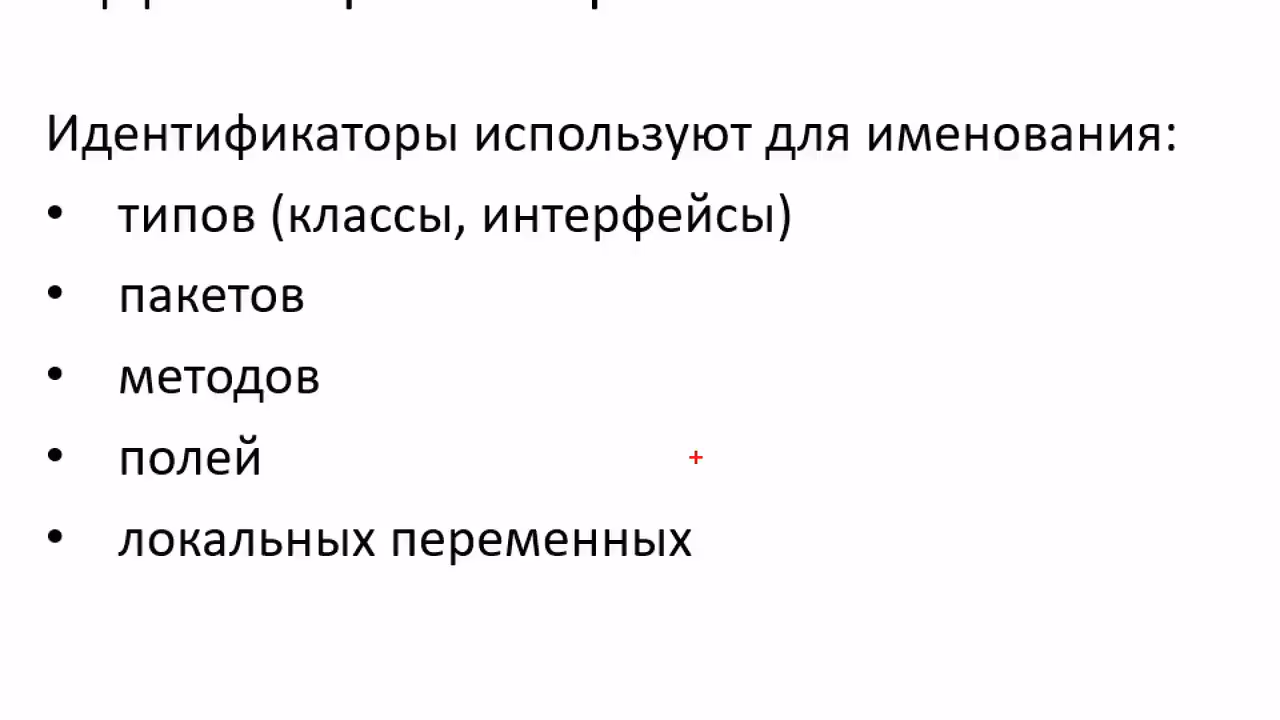 Идентификаторы используют для именования:
• типов (классы, интерфейсы)
• пакетов
• методов
• полей
• локальных переменных